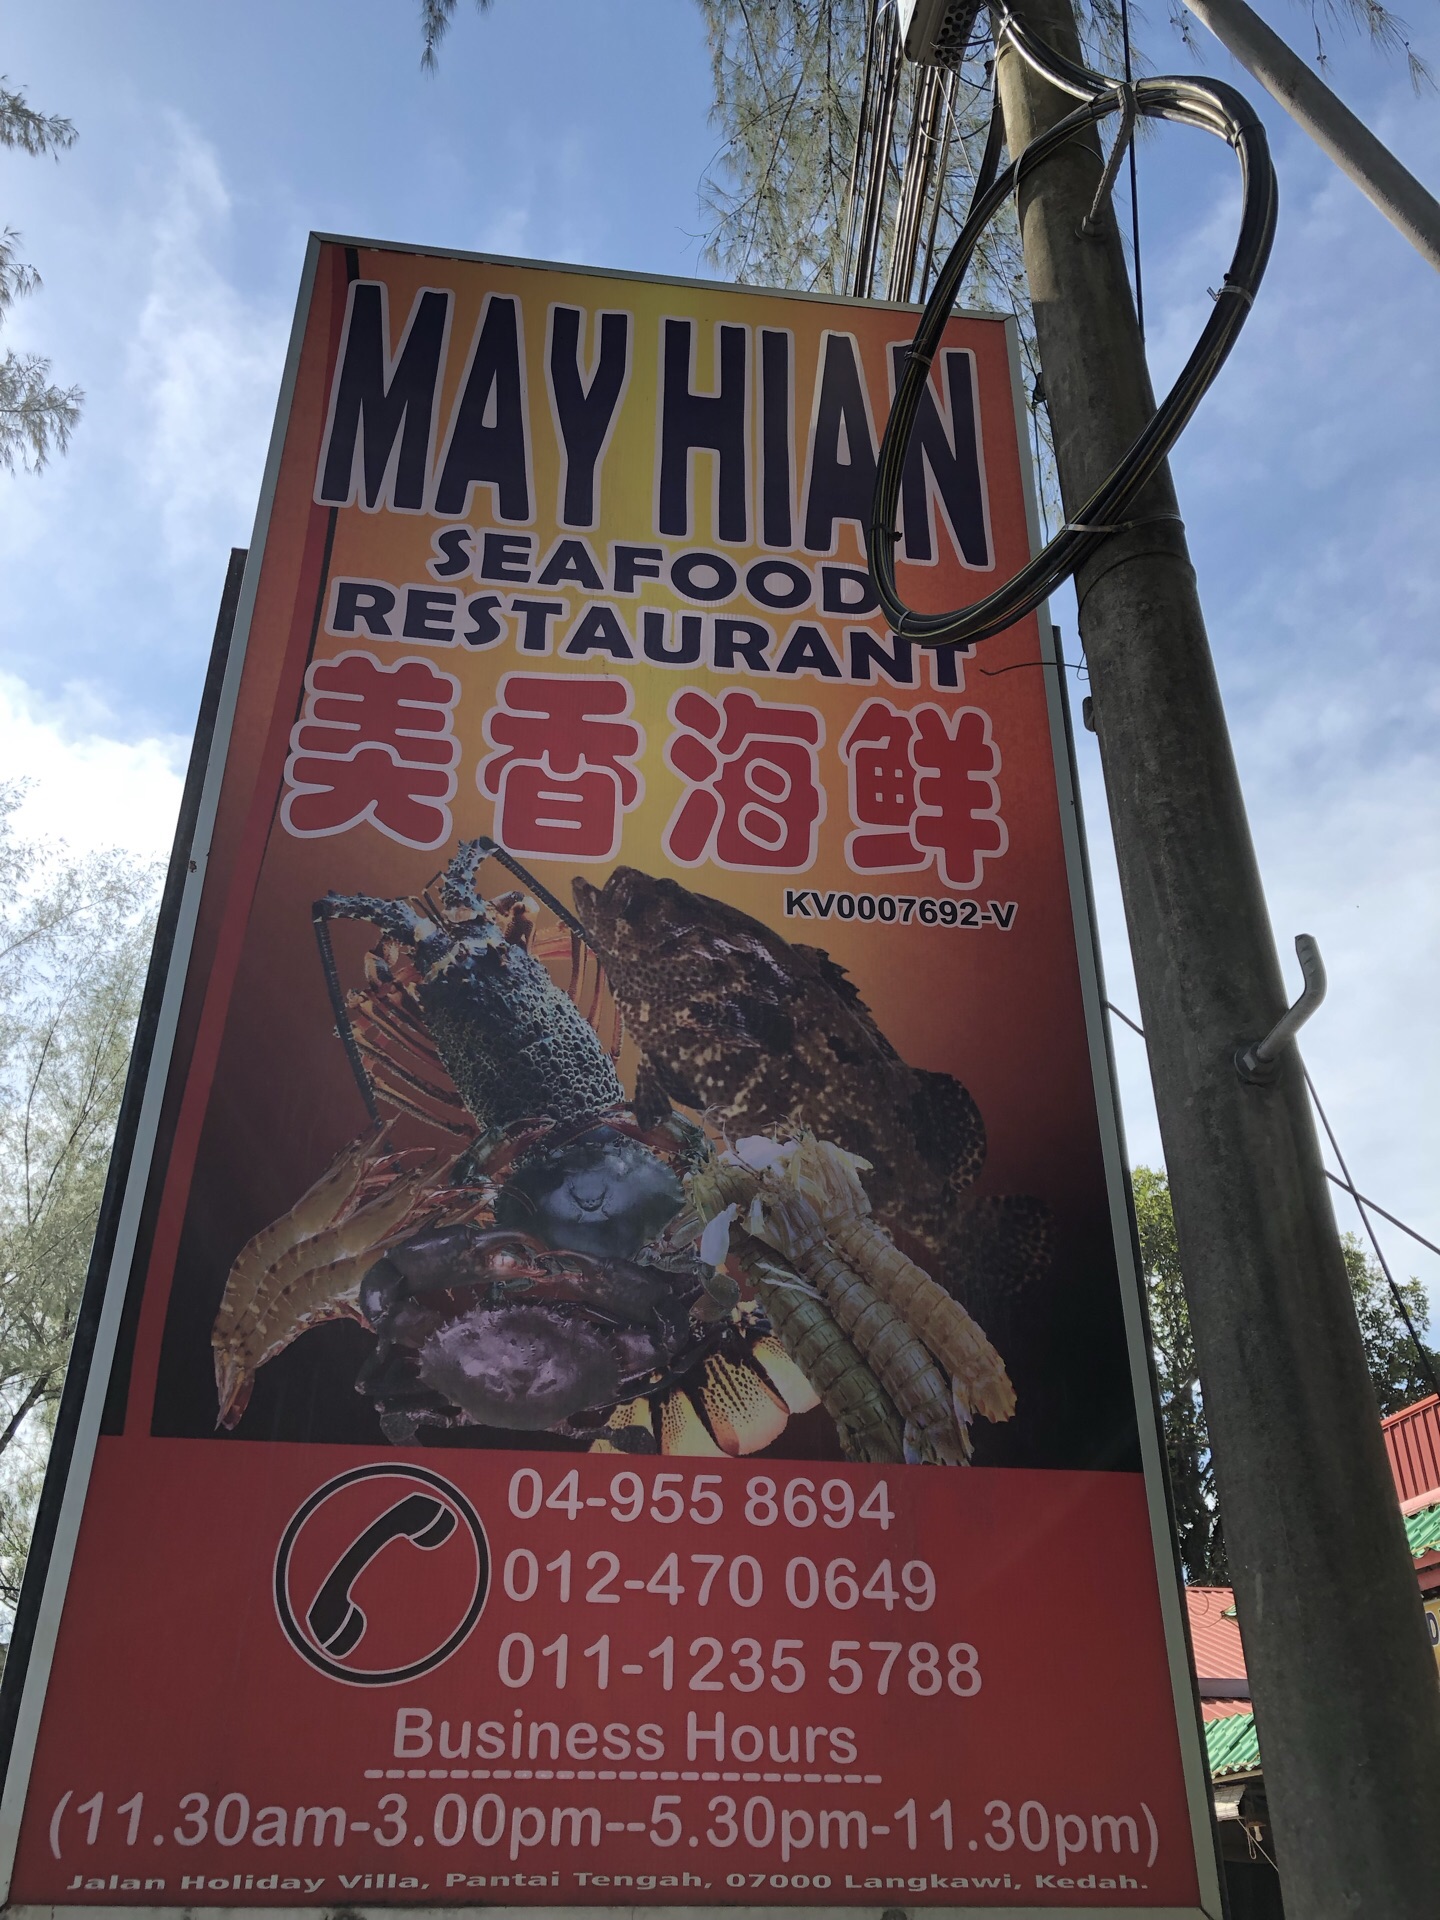 MAY HIAN
SEAFOOD
RESTAURANT
美香海鲜
KV0007692-V
04-955 8694
012-470 0649
011-1235 5788
Business Hours
(11.30am-3.00pm--5.30pm-11.30pm)
Jalan Holiday Villa, Pantai Tengah, 07000 Langkawi, Kedah.